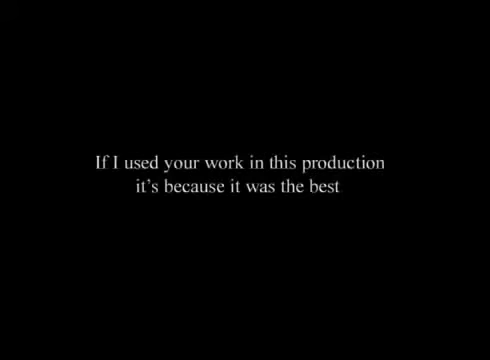 If I used your work in this production
it's because it was the best